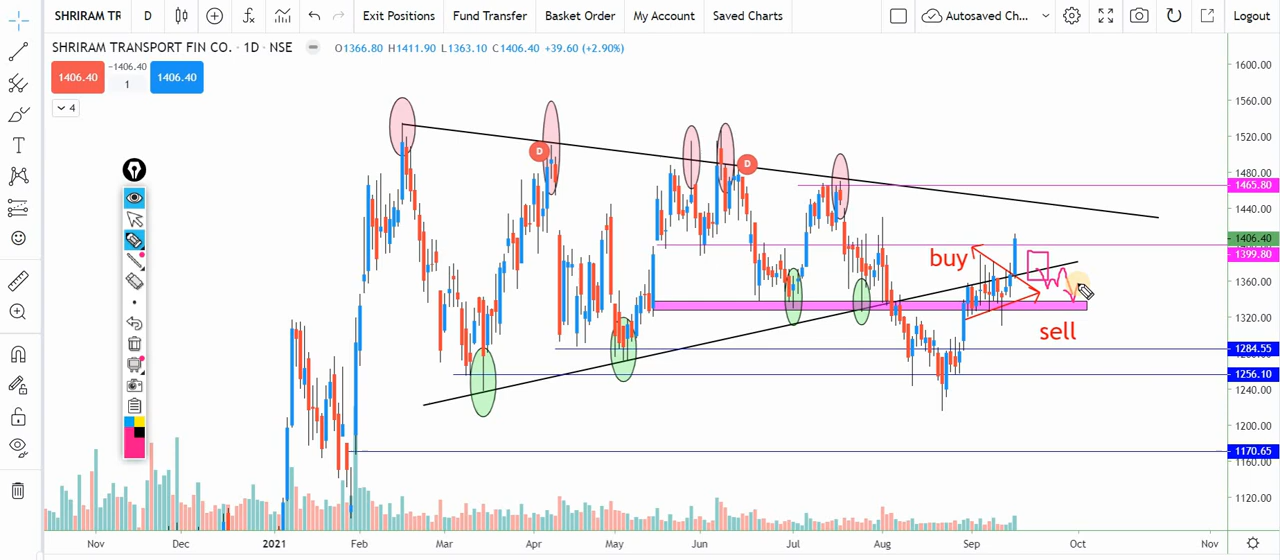 SHRIRAM TR D Exit Positions Fund Transfer Basket Order My Account Saved Charts Autosaved Ch... Logout
SHRIRAM TRANSPORT FIN CO. · 1D · NSE O1366.80 H1411.90 L1363.10 C1406.40 +39.60 (+2.90%)
1406.40 −1406.40 1 1406.40
4
1600.00
1560.00
1520.00
1480.00
1465.80
1440.00
1406.40
1399.80
1360.00
1320.00
1284.55
1256.10
1240.00
1200.00
1170.65
1160.00
1120.00
D
D
buy
sell
Nov Dec 2021 Feb Mar Apr May Jun Jul Aug Sep Oct Nov